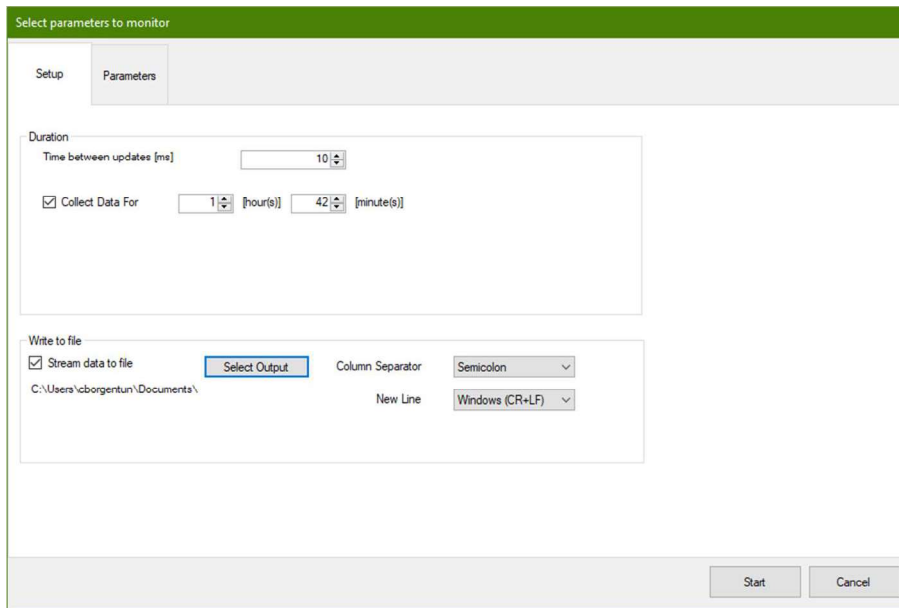 Select parameters to monitor
Setup Parameters
Duration
Time between updates [ms] 10
Collect Data For 1 [hour(s)] 42 [minute(s)]
Write to file
Stream data to file Select Output Column Separator Semicolon
C:\Users\cborgentun\Documents\
New Line Windows (CR+LF)
Start Cancel